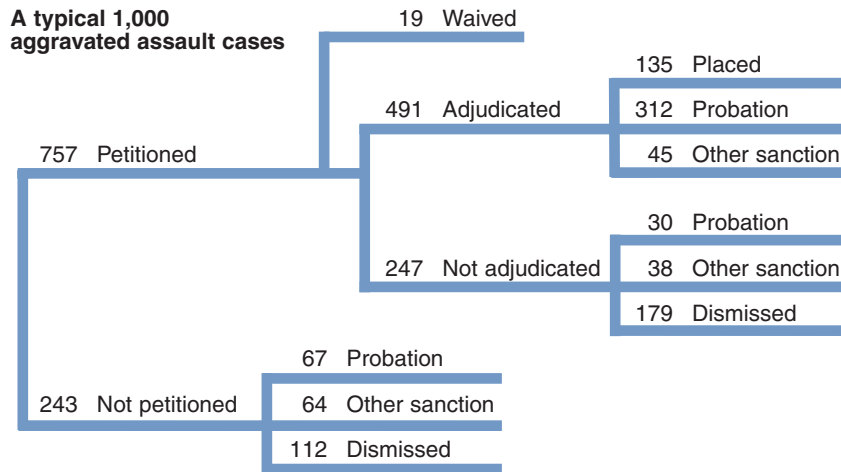 A typical 1,000
aggravated assault cases
19 Waived
135 Placed
491 Adjudicated
312 Probation
757 Petitioned
45 Other sanction
30 Probation
247 Not adjudicated
38 Other sanction
179 Dismissed
67 Probation
243 Not petitioned
64 Other sanction
112 Dismissed